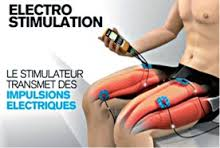 ELECTRO
STIMULATION
LE STIMULATEUR
TRANSMET DES
IMPULSIONS
ELECTRIQUES